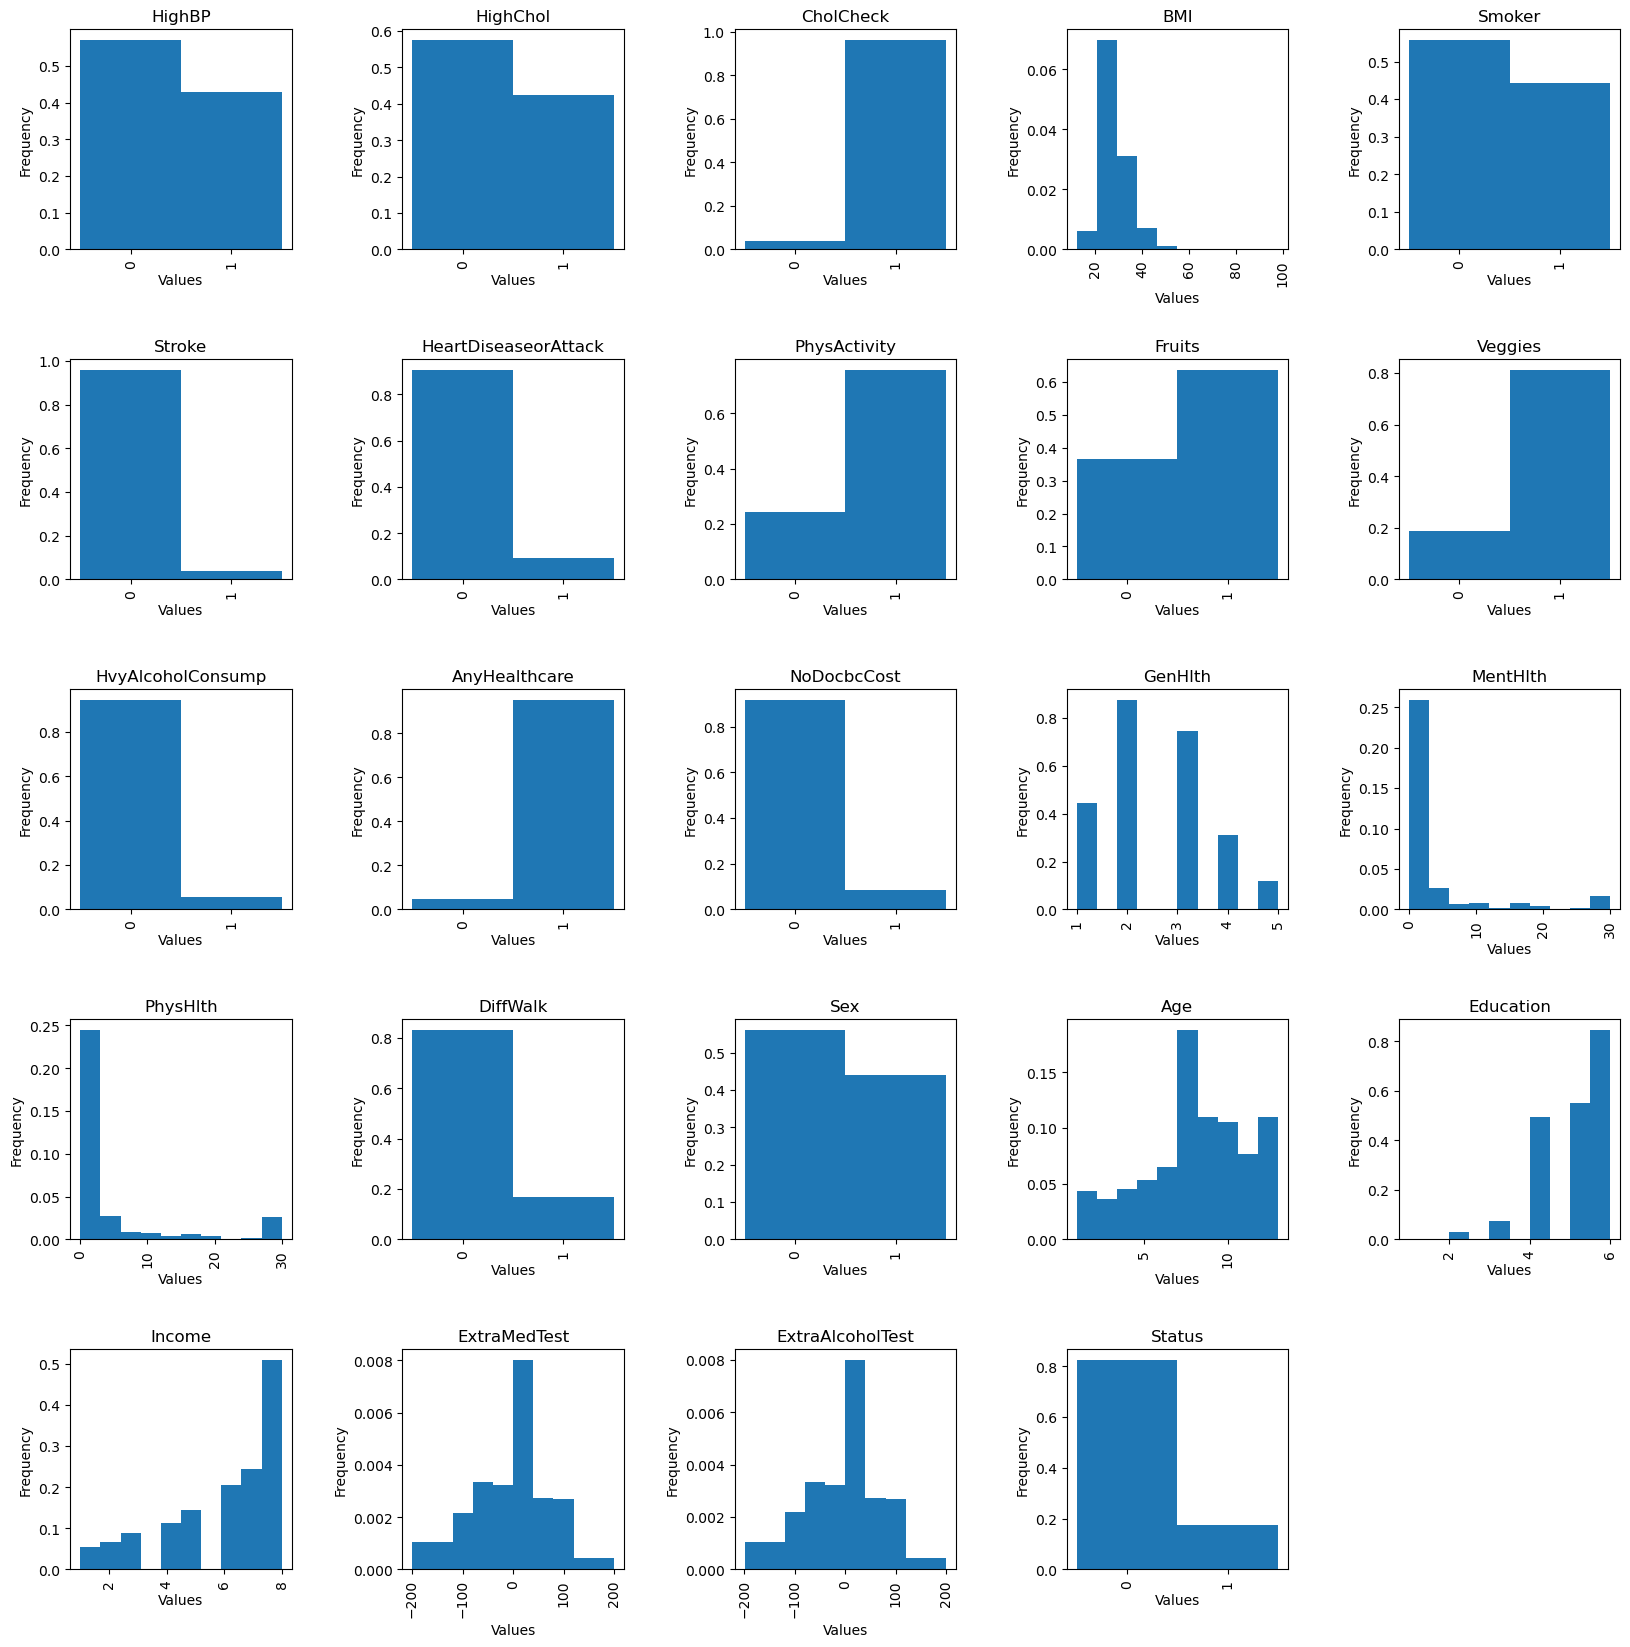 HighBP
Frequency
0.5
0.4
0.3
0.2
0.1
0.0
0
1
Values
HighChol
Frequency
0.6
0.5
0.4
0.3
0.2
0.1
0.0
0
1
Values
CholCheck
Frequency
1.0
0.8
0.6
0.4
0.2
0.0
0
1
Values
BMI
Frequency
0.06
0.04
0.02
0.00
20
40
60
80
100
Values
Smoker
Frequency
0.5
0.4
0.3
0.2
0.1
0.0
0
1
Values
Stroke
Frequency
1.0
0.8
0.6
0.4
0.2
0.0
0
1
Values
HeartDiseaseorAttack
Frequency
0.8
0.6
0.4
0.2
0.0
0
1
Values
PhysActivity
Frequency
0.6
0.4
0.2
0.0
0
1
Values
Fruits
Frequency
0.6
0.5
0.4
0.3
0.2
0.1
0.0
0
1
Values
Veggies
Frequency
0.8
0.6
0.4
0.2
0.0
0
1
Values
HvyAlcoholConsump
Frequency
0.8
0.6
0.4
0.2
0.0
0
1
Values
AnyHealthcare
Frequency
0.8
0.6
0.4
0.2
0.0
0
1
Values
NoDocbcCost
Frequency
0.8
0.6
0.4
0.2
0.0
0
1
Values
GenHlth
Frequency
0.8
0.6
0.4
0.2
0.0
1
2
3
4
5
Values
MentHlth
Frequency
0.25
0.20
0.15
0.10
0.05
0.00
0
10
20
30
Values
PhysHlth
Frequency
0.25
0.20
0.15
0.10
0.05
0.00
0
10
20
30
Values
DiffWalk
Frequency
0.8
0.6
0.4
0.2
0.0
0
1
Values
Sex
Frequency
0.5
0.4
0.3
0.2
0.1
0.0
0
1
Values
Age
Frequency
0.15
0.10
0.05
0.00
5
10
Values
Education
Frequency
0.8
0.6
0.4
0.2
0.0
2
4
6
Values
Income
Frequency
0.5
0.4
0.3
0.2
0.1
0.0
2
4
6
8
Values
ExtraMedTest
Frequency
0.008
0.006
0.004
0.002
0.000
−200
−100
0
100
200
Values
ExtraAlcoholTest
Frequency
0.008
0.006
0.004
0.002
0.000
−200
−100
0
100
200
Values
Status
Frequency
0.8
0.6
0.4
0.2
0.0
0
1
Values